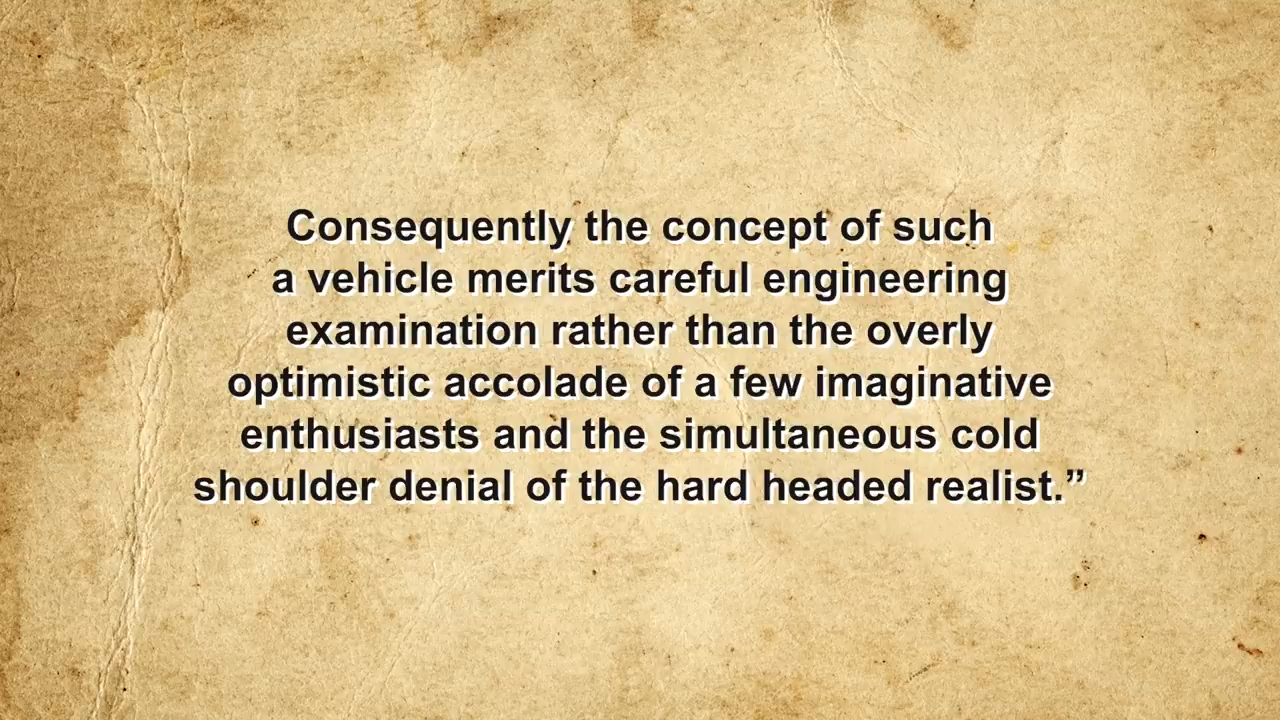 Consequently the concept of such
a vehicle merits careful engineering
examination rather than the overly
optimistic accolade of a few imaginative
enthusiasts and the simultaneous cold
shoulder denial of the hard headed realist.”